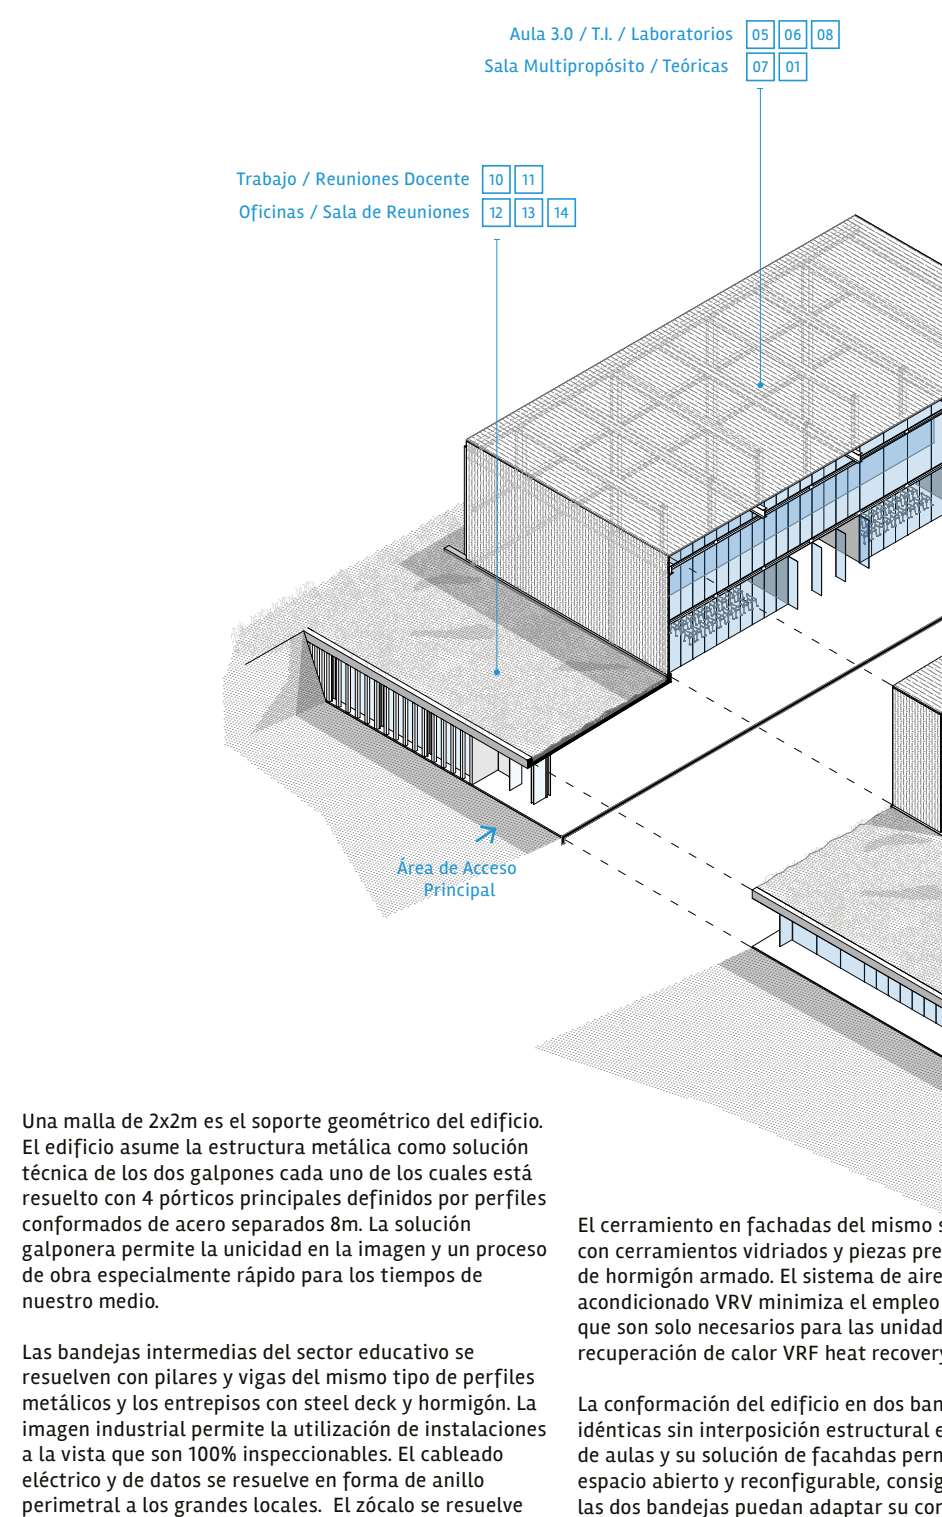 Aula 3.0 / T.I. / Laboratorios 05 06 08
Sala Multipropósito / Teóricas 07 01
Trabajo / Reuniones Docente 10 11
Oficinas / Sala de Reuniones 12 13 14
Área de Acceso
Principal
Una malla de 2x2m es el soporte geométrico del edificio.
El edificio asume la estructura metálica como solución
técnica de los dos galpones cada uno de los cuales está
resuelto con 4 pórticos principales definidos por perfiles
conformados de acero separados 8m. La solución
galponera permite la unicidad en la imagen y un proceso
de obra especialmente rápido para los tiempos de
nuestro medio.
Las bandejas intermedias del sector educativo se
resuelven con pilares y vigas del mismo tipo de perfiles
metálicos y los entrepisos con steel deck y hormigón. La
imagen industrial permite la utilización de instalaciones
a la vista que son 100% inspeccionables. El cableado
eléctrico y de datos se resuelve en forma de anillo
perimetral a los grandes locales. El zócalo se resuelve
El cerramiento en fachadas del mismo s
con cerramientos vidriados y piezas pre
de hormigón armado. El sistema de aire
acondicionado VRV minimiza el empleo
que son solo necesarios para las unidad
recuperación de calor VRF heat recovery
La conformación del edificio en dos ban
idénticas sin interposición estructural e
de aulas y su solución de facahdas perm
espacio abierto y reconfigurable, consig
las dos bandejas puedan adaptar su con